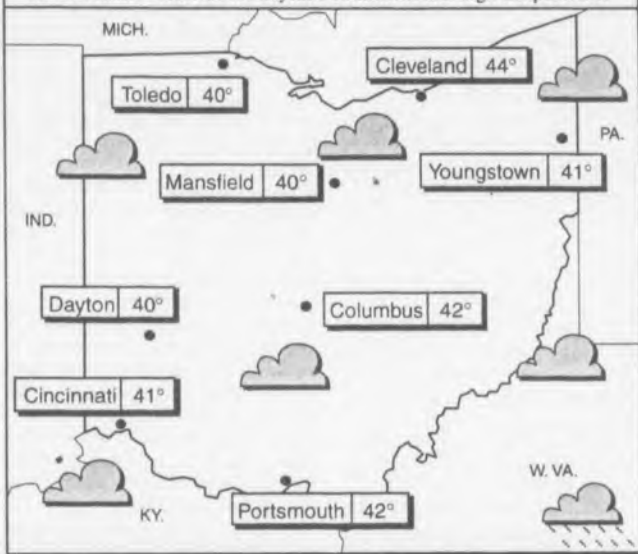 MICH.
Cleveland 44°
Toledo 40°
PA.
Mansfield 40°
Youngstown 41°
IND.
Dayton 40°
Columbus 42°
Cincinnati 41°
W. VA.
KY.
Portsmouth 42°